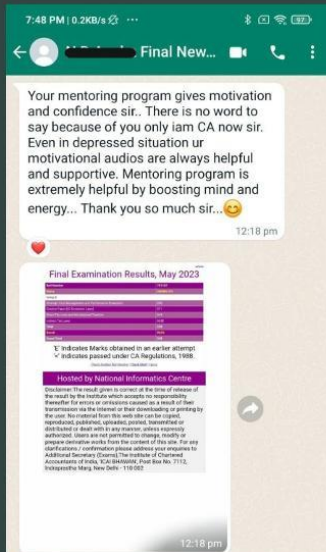 7:48 PM | 0.2KB/s
97
Final New...
Your mentoring program gives motivation
and confidence sir.. There is no word to
say because of you only iam CA now sir.
Even in depressed situation ur
motivational audios are always helpful
and supportive. Mentoring program is
extremely helpful by boosting mind and
energy... Thank you so much sir...😊
12:18 pm
Final Examination Results, May 2023
'E' Indicates Marks obtained in an earlier attempt
Indicates passed under CA Regulations, 1988.
Hosted by National Informatics Centre
Disclaimer: The result given is correct at the time of release of
the result by the Institute which accepts no responsibility
thereafter for errors or omissions caused as a result of their
transmission via the internet or their downloading or printing by
the user. No material from this web site can be copied,
reproduced, published, uploaded, posted, transmitted or
distributed or dealt with in any manner, unless expressly
authorized. Users are not permitted to change, modify or
prepare derivative works from the content of this site. For any
clarifications / confirmation please address your enquiries to
Additional Secretary (Exams),The Institute of Chartered
Accountants of India, 'ICAI BHAWAN', Post Box No. 7112,
Indraprastha Marg, New Delhi - 110 002
12:18 pm